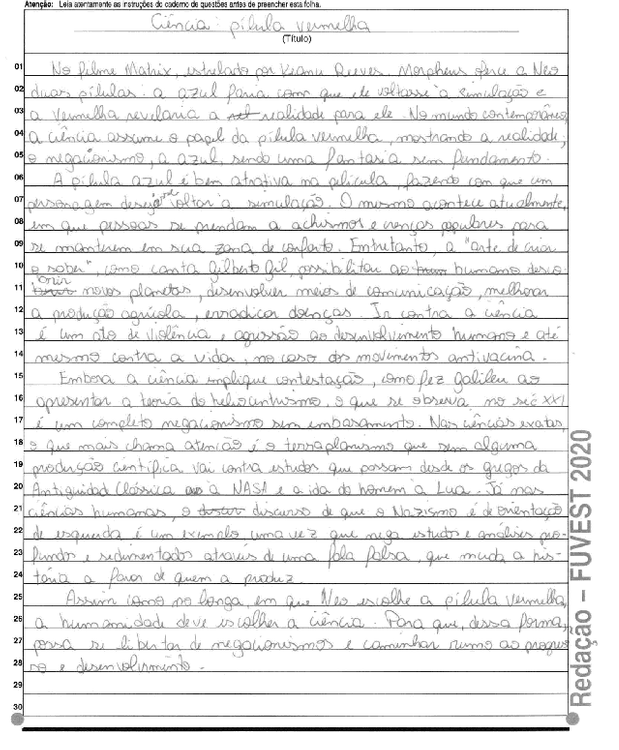 Atenção: Leia atentamente as instruções do caderno de questões antes de preencher esta folha.
Ciência: pílula vermelha
(Título)
01 No filme Matrix, estrelado por Keanu Reeves. Morpheus oferce a Neo
02 duas pílulas: a azul faria com que ele voltasse à simulação e
03 a vermelha revelaria a realidade para ele. No mundo contemporâneo,
04 a ciência assume o papel da pílula vermelha, mostrando a realidade;
05 o negacionismo, a azul, sendo uma fantasia sem fundamento.
06 A pílula azul é bem atrativa na película, fazendo com que um
07 personagem deseje voltar à simulação. O mesmo acontece atualmente,
08 em que pessoas se prendam a achismos e crenças populares para
09 se manterem em sua zona de conforto. Entretanto, a "arte de criar
10 o saber", como canta Gilberto Gil, possibilitou ao humano desco-
11 brir novos planetas, desenvolver meios de comunicação, melhorar
12 a produção agrícola, erradicar doenças. Ir contra a ciência
13 é um ato de violência e agressão ao desenvolvimento humano e até
14 mesmo contra a vida, no caso dos movimentos antivacina.
15 Embora a ciência implique contestação, como fez galileu ao
16 apresentar a teoria do heliocentrismo, o que se observa no séc XXI
17 é um completo negacionismo sem embasamento. Nas ciências exatas,
18 o que mais chama atenção é o terraplanismo que sem alguma
19 produção científica vai contra estudos que passam desde os gregos da
20 Antiguidade Clássica à NASA e a ida do homem à Lua. Já nas
21 ciências humanas, o discurso de que o Nazismo é de orientação
22 de esquerda é um exemplo uma vez que nega estudos e análises pro-
23 fundos e sedimentados através de uma fala falsa, que muda a his-
24 tória a favor de quem a produz.
25 Assim como no longa, em que Neo escolhe a pílula vermelha,
26 a humanidade deve escolher a ciência. Para que, dessa forma,
27 possa se libertar de negacionismos e caminhar rumo ao progres
28 so e desenvolvimento.
29
30
Redação – FUVEST 2020